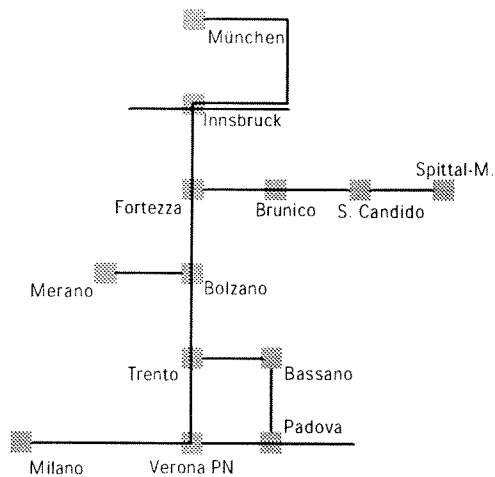 München
Innsbruck
Spittal-M.
Fortezza
Brunico
S. Candido
Merano
Bolzano
Trento
Bassano
Padova
Milano
Verona PN